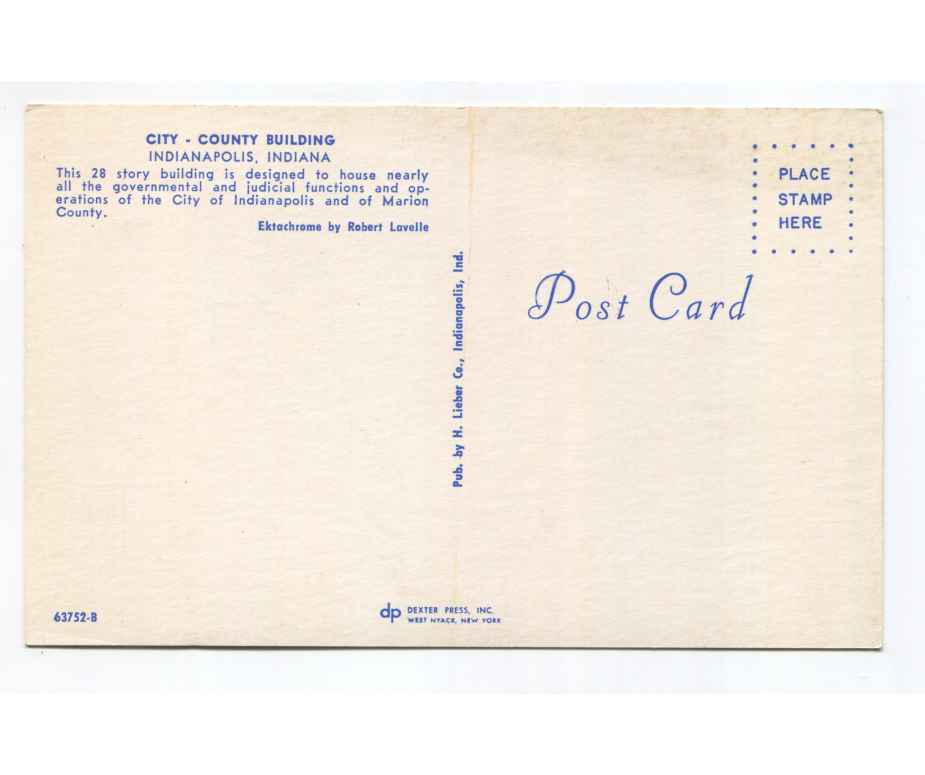 CITY - COUNTY BUILDING
INDIANAPOLIS, INDIANA
This 28 story building is designed to house nearly
all the governmental and judicial functions and op-
erations of the City of Indianapolis and of Marion
County.
Ektachrome by Robert Lavelle
Pub. by H. Lieber Co., Indianapolis, Ind.
PLACE
STAMP
HERE
Post Card
63752-B
dp
DEXTER PRESS, INC.
WEST NYACK, NEW YORK